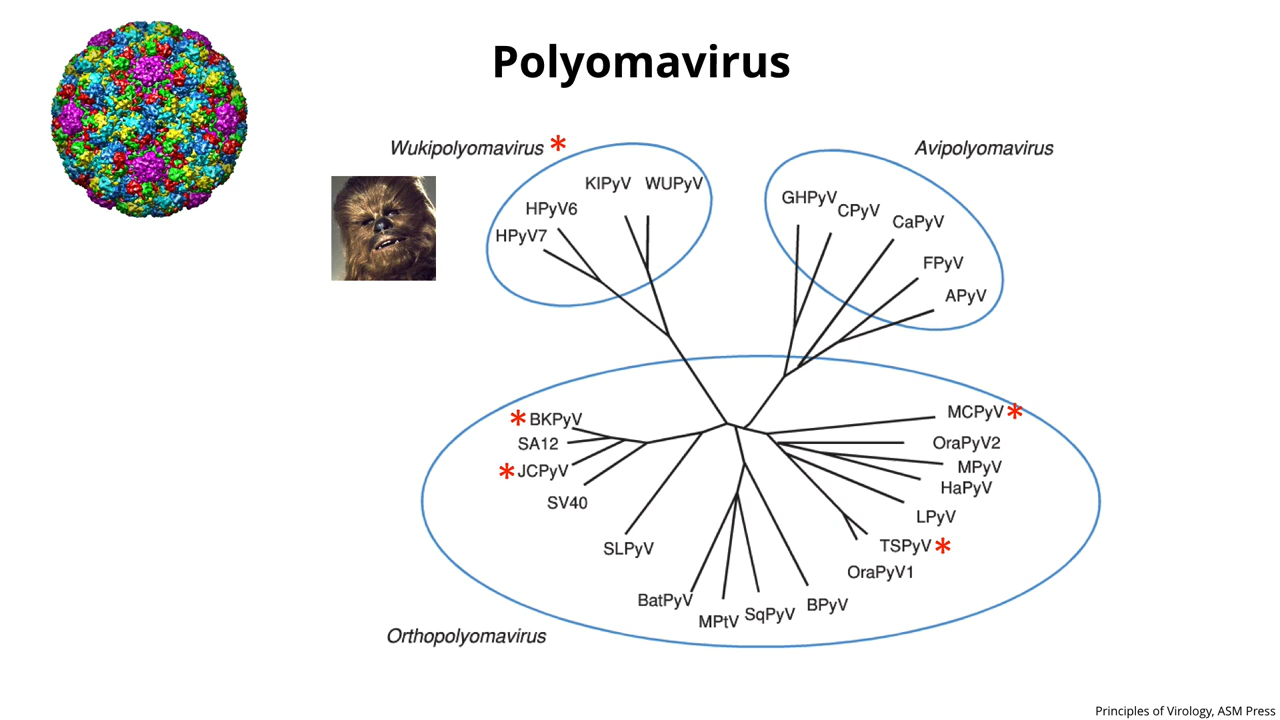 Polyomavirus
Wukipolyomavirus *
Avipolyomavirus
KIPyV WUPyV
HPyV6
HPyV7
GHPyV
CPyV
CaPyV
FPyV
APyV
* BKPyV
SA12
* JCPyV
SV40
SLPyV
BatPyV
MPtV
SqPyV
BPyV
MCPyV *
OraPyV2
MPyV
HaPyV
LPyV
TSPyV *
OraPyV1
Orthopolyomavirus
Principles of Virology, ASM Press